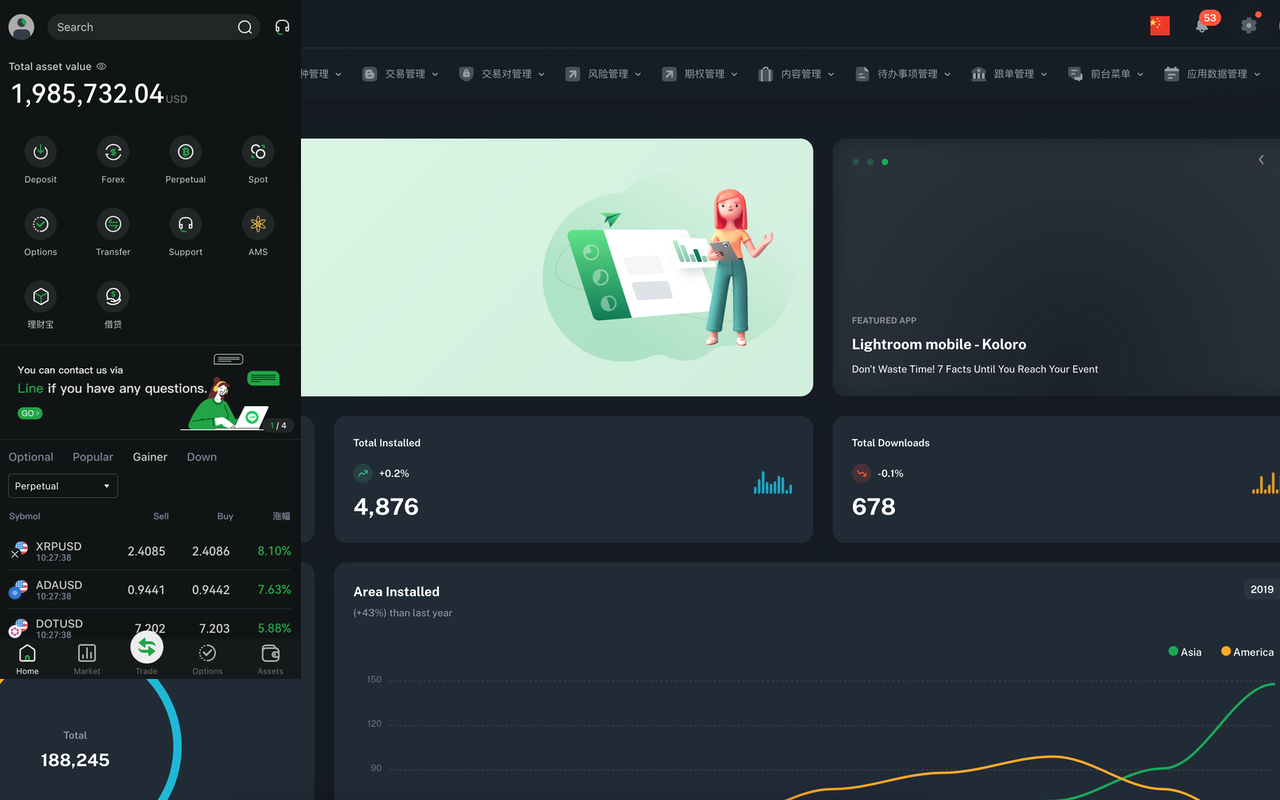 Search
Total asset value
1,985,732.04 USD
Deposit
Forex
Perpetual
Spot
Options
Transfer
Support
AMS
理财宝
借贷
You can contact us via
Line if you have any questions.
GO
1 / 4
Optional
Popular
Gainer
Down
Perpetual
Sybmol
Sell
Buy
涨幅
XRPUSD
10:27:38
2.4085
2.4086
8.10%
ADAUSD
10:27:38
0.9441
0.9442
7.63%
DOTUSD
10:27:38
7.202
7.203
5.88%
Home
Market
Trade
Options
Assets
53
种管理
交易管理
交易对管理
风险管理
期权管理
内容管理
待办事项管理
跟单管理
前台菜单
应用数据管理
FEATURED APP
Lightroom mobile - Koloro
Don't Waste Time! 7 Facts Until You Reach Your Event
Total Installed
+0.2%
4,876
Total Downloads
-0.1%
678
Area Installed
(+43%) than last year
2019
Asia
America
150
120
90
Total
188,245